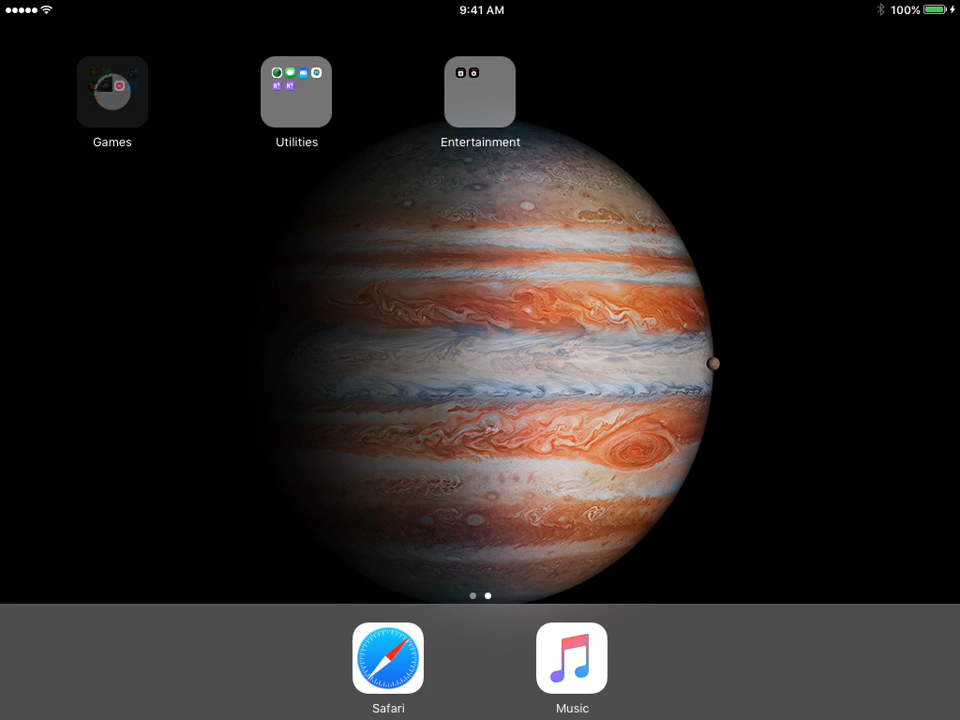 9:41 AM
100%
Games
Utilities
Entertainment
Safari
Music